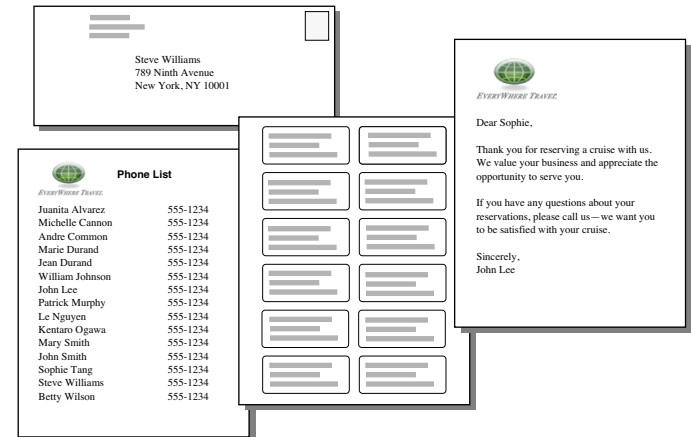 Steve Williams
789 Ninth Avenue
New York, NY 10001
EVERYWHERE TRAVEL
Phone List
Juanita Alvarez 555-1234
Michelle Cannon 555-1234
Andre Common 555-1234
Marie Durand 555-1234
Jean Durand 555-1234
William Johnson 555-1234
John Lee 555-1234
Patrick Murphy 555-1234
Le Nguyen 555-1234
Kentaro Ogawa 555-1234
Mary Smith 555-1234
John Smith 555-1234
Sophie Tang 555-1234
Steve Williams 555-1234
Betty Wilson 555-1234
EVERYWHERE TRAVEL
Dear Sophie,
Thank you for reserving a cruise with us.
We value your business and appreciate the
opportunity to serve you.
If you have any questions about your
reservations, please call us—we want you
to be satisfied with your cruise.
Sincerely,
John Lee